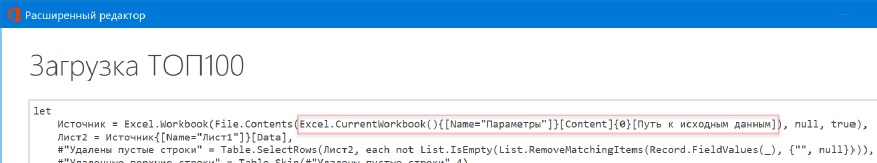 Расширенный редактор
Загрузка ТОП100
let
Источник = Excel.Workbook(File.Contents(Excel.CurrentWorkbook(){[Name="Параметры"]}[Content]{0}[Путь к исходным данным]), null, true),
Лист2 = Источник{[Name="Лист1"]}[Data],
#"Удалены пустые строки" = Table.SelectRows(Лист2, each not List.IsEmpty(List.RemoveMatchingItems(Record.FieldValues(_), {"", null}))),
#"Удаленные верхние строки" = Table.Skip(#"Удалены пустые строки",4)